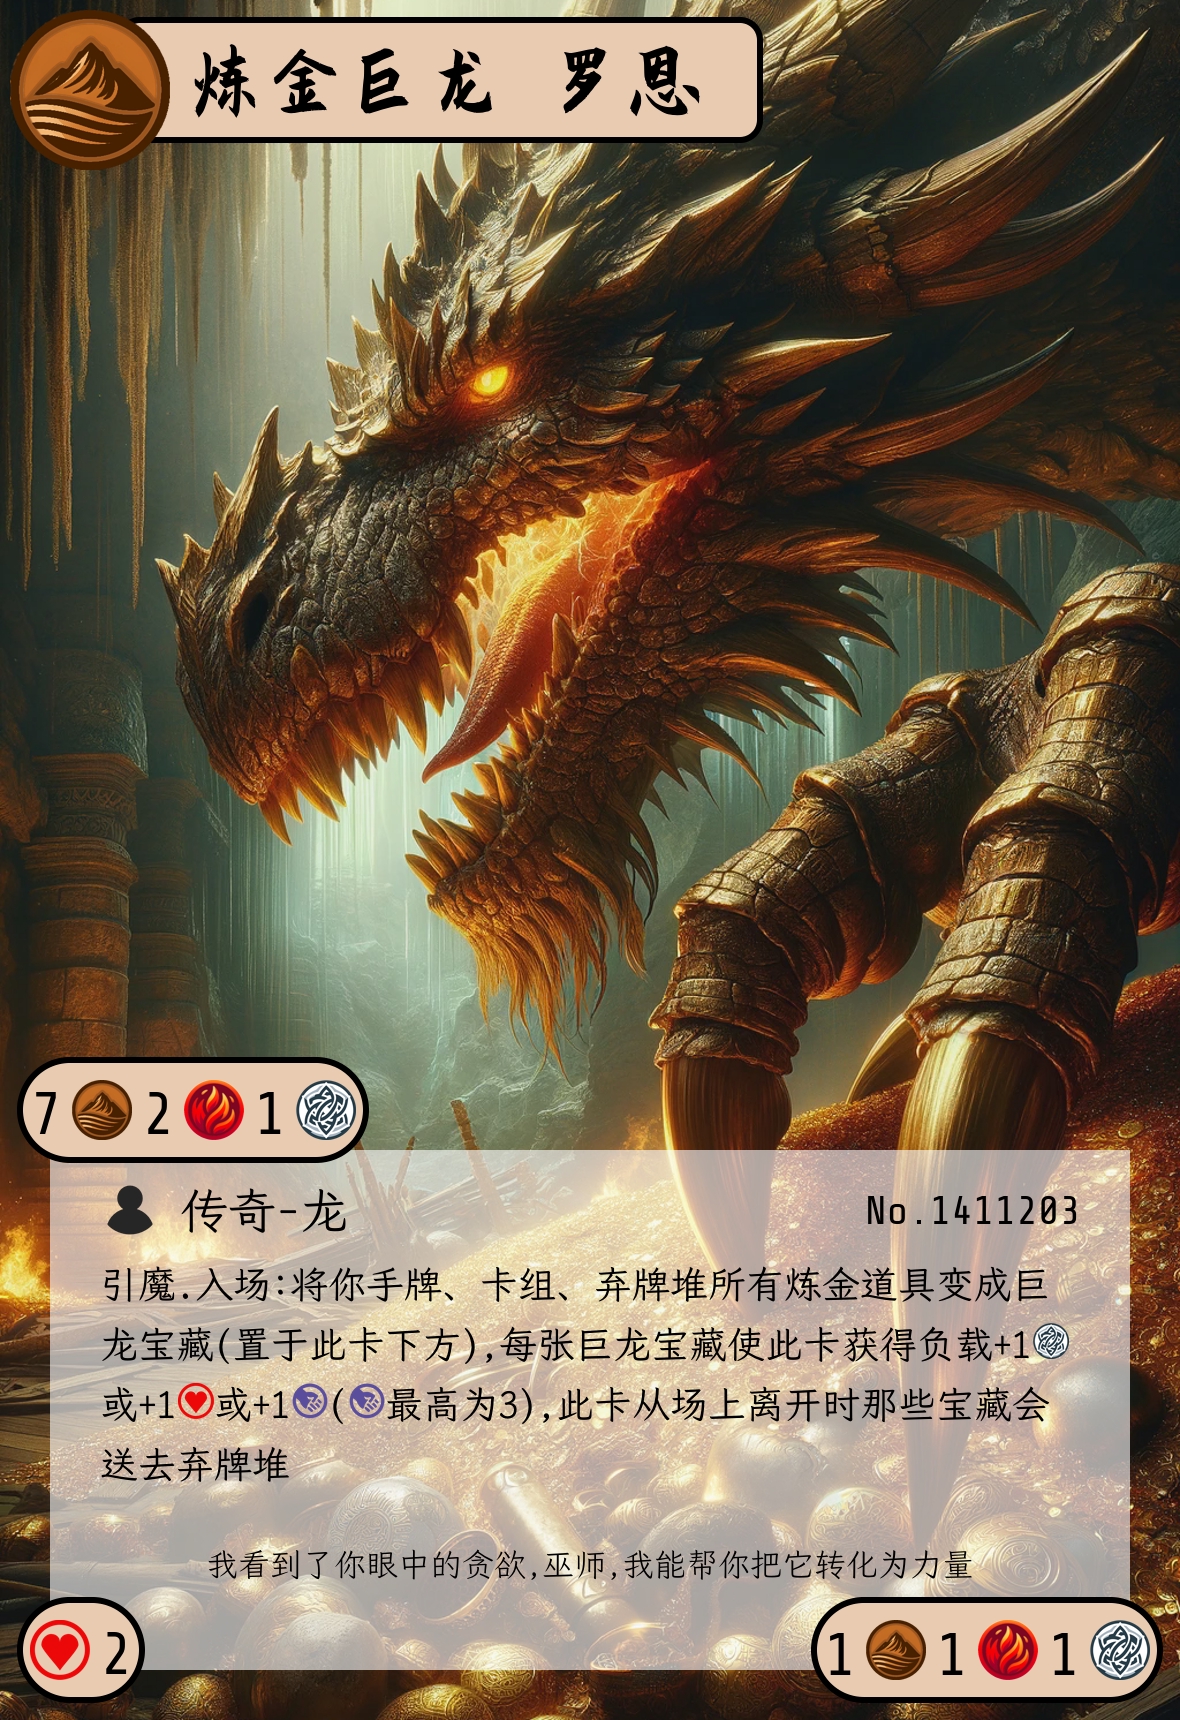 炼金巨龙 罗恩
7 2 1
传奇-龙
No.1411203
引魔.入场:将你手牌、卡组、弃牌堆所有炼金道具变成巨
龙宝藏(置于此卡下方),每张巨龙宝藏使此卡获得负载+1
或+1或+1(最高为3),此卡从场上离开时那些宝藏会
送去弃牌堆
我看到了你眼中的贪欲,巫师,我能帮你把它转化为力量
2
1 1 1